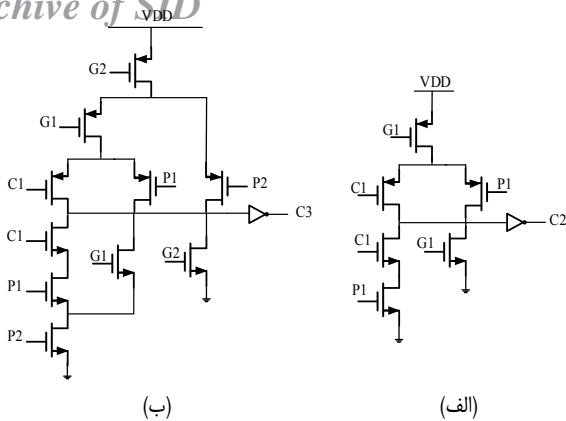 chive of SID
VDD
G2
G1
C1
P1
P2
C3
C1
G1
G2
P1
P2
(ب)
VDD
G1
C1
P1
C2
C1
G1
P1
(الف)